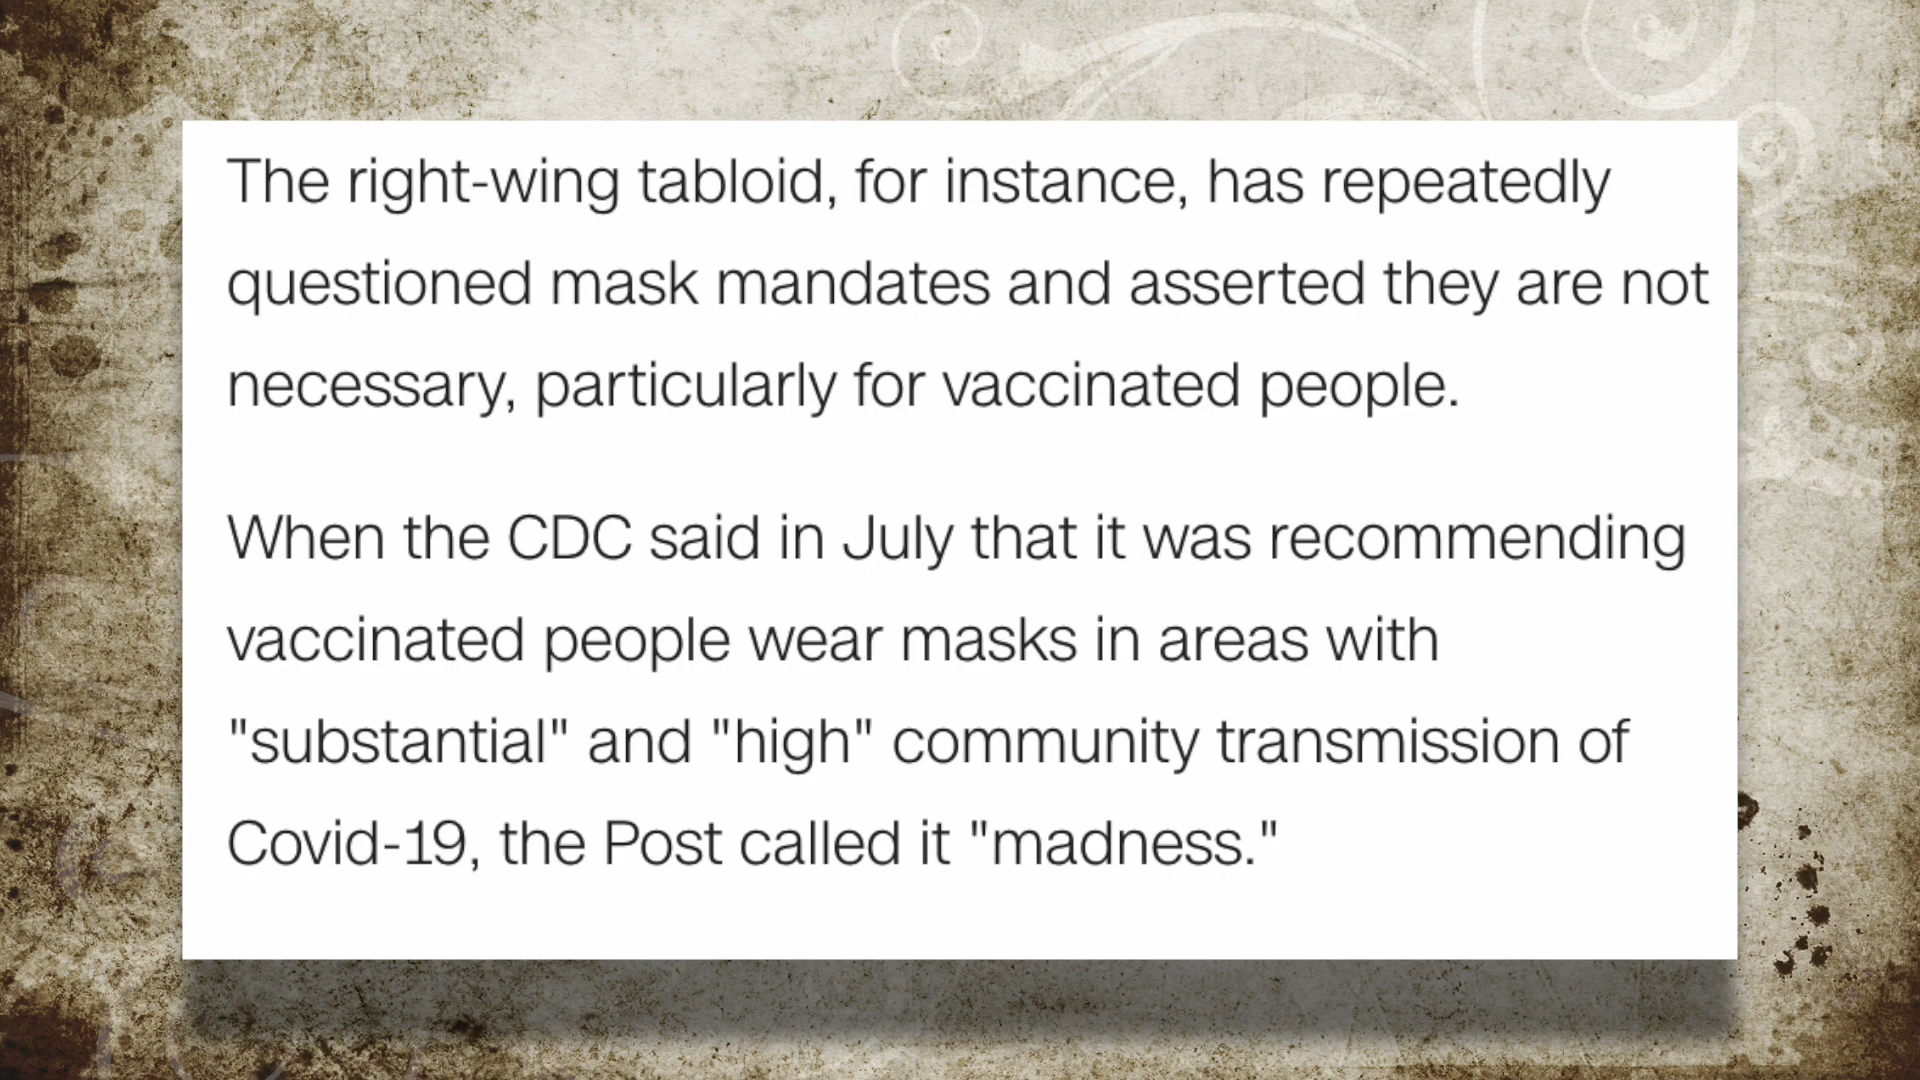 The right-wing tabloid, for instance, has repeatedly
questioned mask mandates and asserted they are not
necessary, particularly for vaccinated people.
When the CDC said in July that it was recommending
vaccinated people wear masks in areas with
"substantial" and "high" community transmission of
Covid-19, the Post called it "madness."